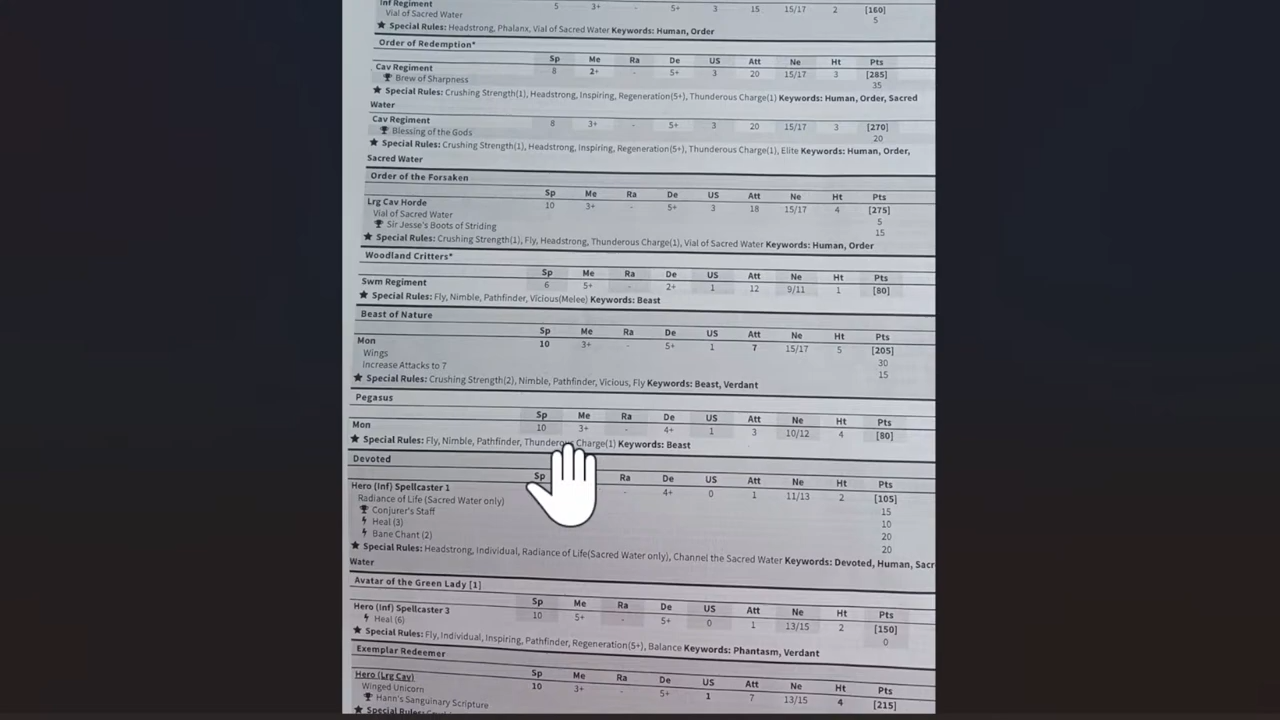 Inf Regiment 5 3+ - 5+ 3 15 15/17 2 [160]
Vial of Sacred Water 5
★ Special Rules: Headstrong, Phalanx, Vial of Sacred Water Keywords: Human, Order
Order of Redemption*
Sp Me Ra De US Att Ne Ht Pts
Cav Regiment 8 2+ - 5+ 3 20 15/17 3 [285]
Brew of Sharpness 35
★ Special Rules: Crushing Strength(1), Headstrong, Inspiring, Regeneration(5+), Thunderous Charge(1) Keywords: Human, Order, Sacred
Water
Cav Regiment 8 3+ - 5+ 3 20 15/17 3 [270]
Blessing of the Gods 20
★ Special Rules: Crushing Strength(1), Headstrong, Inspiring, Regeneration(5+), Thunderous Charge(1), Elite Keywords: Human, Order,
Sacred Water
Order of the Forsaken
Sp Me Ra De US Att Ne Ht Pts
Lrg Cav Horde 10 3+ - 5+ 3 18 15/17 4 [275]
Vial of Sacred Water 5
Sir Jesse's Boots of Striding 15
★ Special Rules: Crushing Strength(1), Fly, Headstrong, Thunderous Charge(1), Vial of Sacred Water Keywords: Human, Order
Woodland Critters*
Sp Me Ra De US Att Ne Ht Pts
Swm Regiment 6 5+ - 2+ 1 12 9/11 1 [80]
★ Special Rules: Fly, Nimble, Pathfinder, Vicious(Melee) Keywords: Beast
Beast of Nature
Sp Me Ra De US Att Ne Ht Pts
Mon 10 3+ - 5+ 1 7 15/17 5 [205]
Wings 30
Increase Attacks to 7 15
★ Special Rules: Crushing Strength(2), Nimble, Pathfinder, Vicious, Fly Keywords: Beast, Verdant
Pegasus
Sp Me Ra De US Att Ne Ht Pts
Mon 10 3+ - 4+ 1 3 10/12 4 [80]
★ Special Rules: Fly, Nimble, Pathfinder, Thunderous Charge(1) Keywords: Beast
Devoted
Sp Ra De US Att Ne Ht Pts
Hero (Inf) Spellcaster 1 - 4+ 0 1 11/13 2 [105]
Radiance of Life (Sacred Water only) 15
Conjurer's Staff 10
Heal (3) 20
Bane Chant (2) 20
★ Special Rules: Headstrong, Individual, Radiance of Life(Sacred Water only), Channel the Sacred Water Keywords: Devoted, Human, Sacr
Water
Avatar of the Green Lady [1]
Sp Me Ra De US Att Ne Ht Pts
Hero (Inf) Spellcaster 3 10 5+ - 5+ 0 1 13/15 2 [150]
Heal (6) 0
★ Special Rules: Fly, Individual, Inspiring, Pathfinder, Regeneration(5+), Balance Keywords: Phantasm, Verdant
Exemplar Redeemer
Sp Me Ra De US Att Ne Ht Pts
Hero (Lrg Cav) 10 3+ - 5+ 1 7 13/15 4 [215]
Winged Unicorn
Hann's Sanguinary Scripture
★ Special Rules: